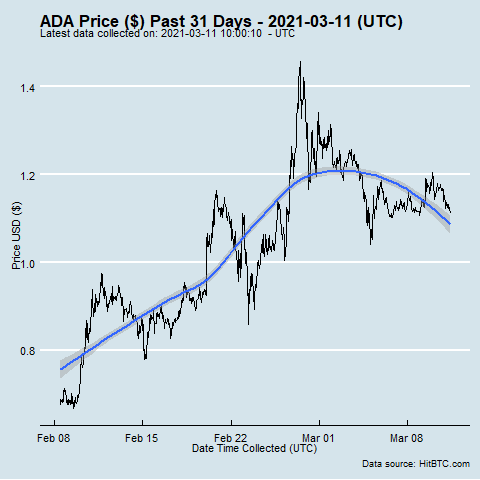 ADA Price ($) Past 31 Days - 2021-03-11 (UTC)
Latest data collected on: 2021-03-11 10:00:10  - UTC
1.4
1.2
1.0
0.8
Price USD ($)
Feb 08 Feb 15 Feb 22 Mar 01 Mar 08
Date Time Collected (UTC)
Data source: HitBTC.com